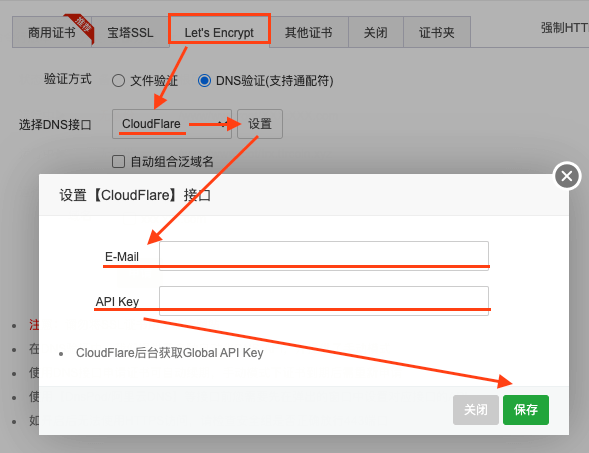 商用证书
推荐
宝塔SSL
Let's Encrypt
其他证书
关闭
证书夹
强制HTT
验证方式
文件验证
DNS验证(支持通配符)
选择DNS接口
CloudFlare
设置
自动组合泛域名
设置【CloudFlare】接口
E-Mail
API Key
注
在
使
使
如
CloudFlare后台获取Global API Key
关闭
保存